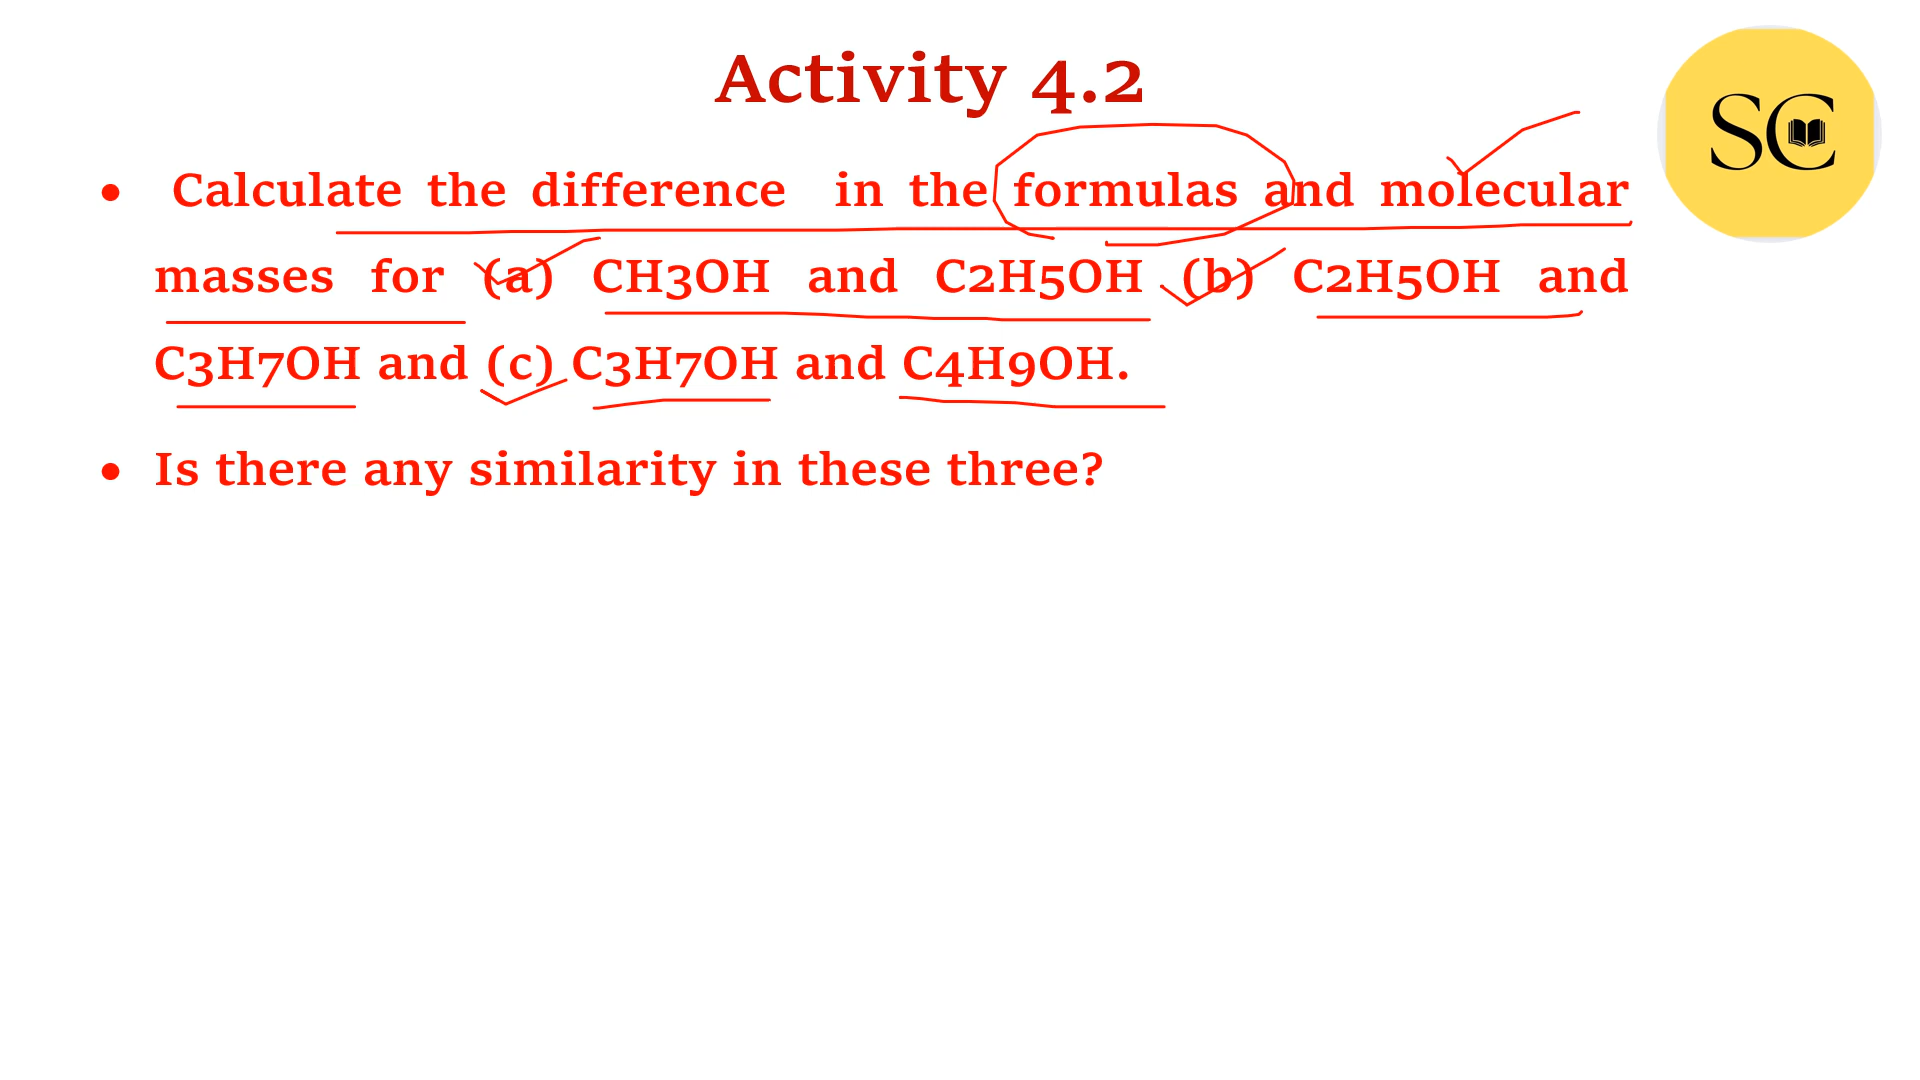 Activity 4.2
SC
• Calculate the difference in the formulas and molecular
masses for (a) CH3OH and C2H5OH (b) C2H5OH and
C3H7OH and (c) C3H7OH and C4H9OH.
• Is there any similarity in these three?